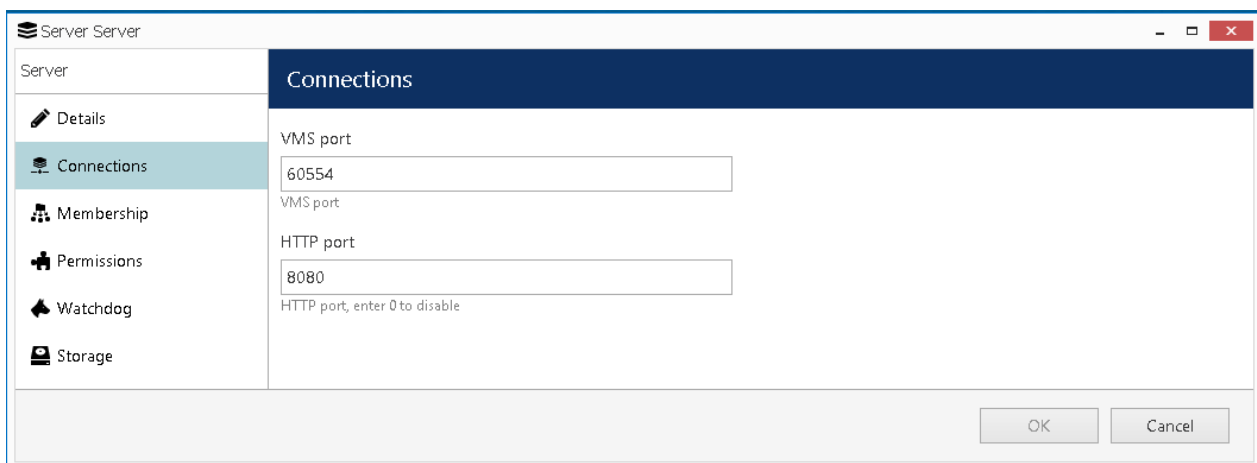 Server Server
Server
Connections
Details
Connections
Membership
Permissions
Watchdog
Storage
VMS port
60554
VMS port
HTTP port
8080
HTTP port, enter 0 to disable
OK
Cancel